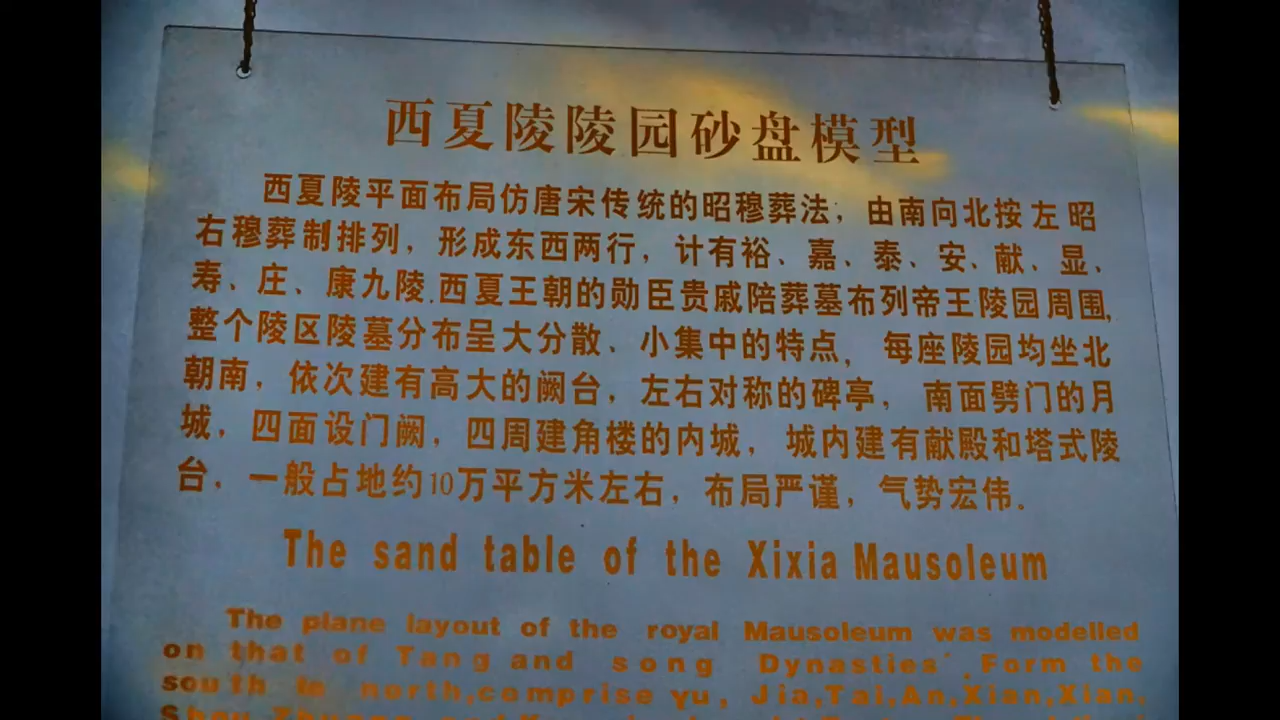 西夏陵陵园砂盘模型
西夏陵平面布局仿唐宋传统的昭穆葬法，由南向北按左昭
右穆葬制排列，形成东西两行，计有裕、嘉、泰、安、献、显、
寿、庄、康九陵.西夏王朝的勋臣贵戚陪葬墓布列帝王陵园周围,
整个陵区陵墓分布呈大分散、小集中的特点，每座陵园均坐北
朝南，依次建有高大的阙台，左右对称的碑亭，南面劈门的月
城，四面设门阙，四周建角楼的内城，城内建有献殿和塔式陵
台，一般占地约10万平方米左右，布局严谨，气势宏伟。
The sand table of the Xixia Mausoleum
The plane layout of the royal Mausoleum was modelled
on that of Tang and song Dynasties' .Form the
south to north,comprise yu, Jia,Tai,An,Xian,Xian,